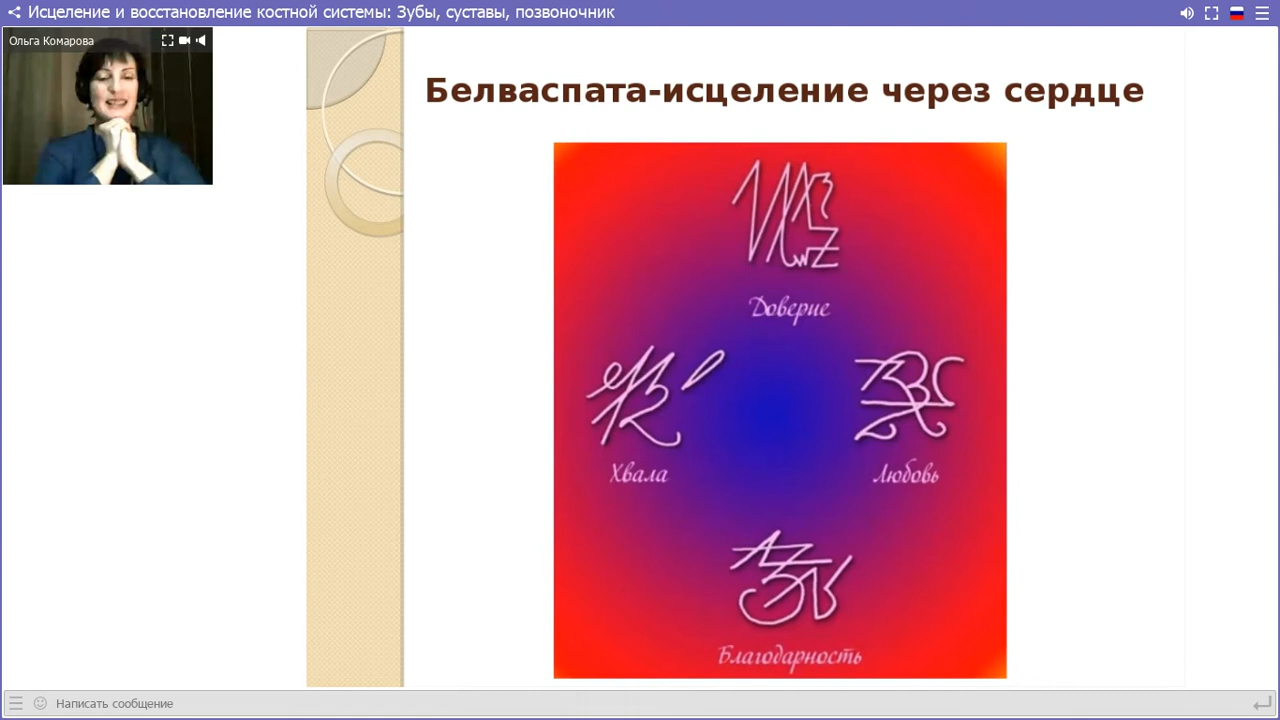 Исцеление и восстановление костной системы: Зубы, суставы, позвоночник
Ольга Комарова
Белваспата-исцеление через сердце
Доверие
Хвала
Любовь
Благодарность
Написать сообщение